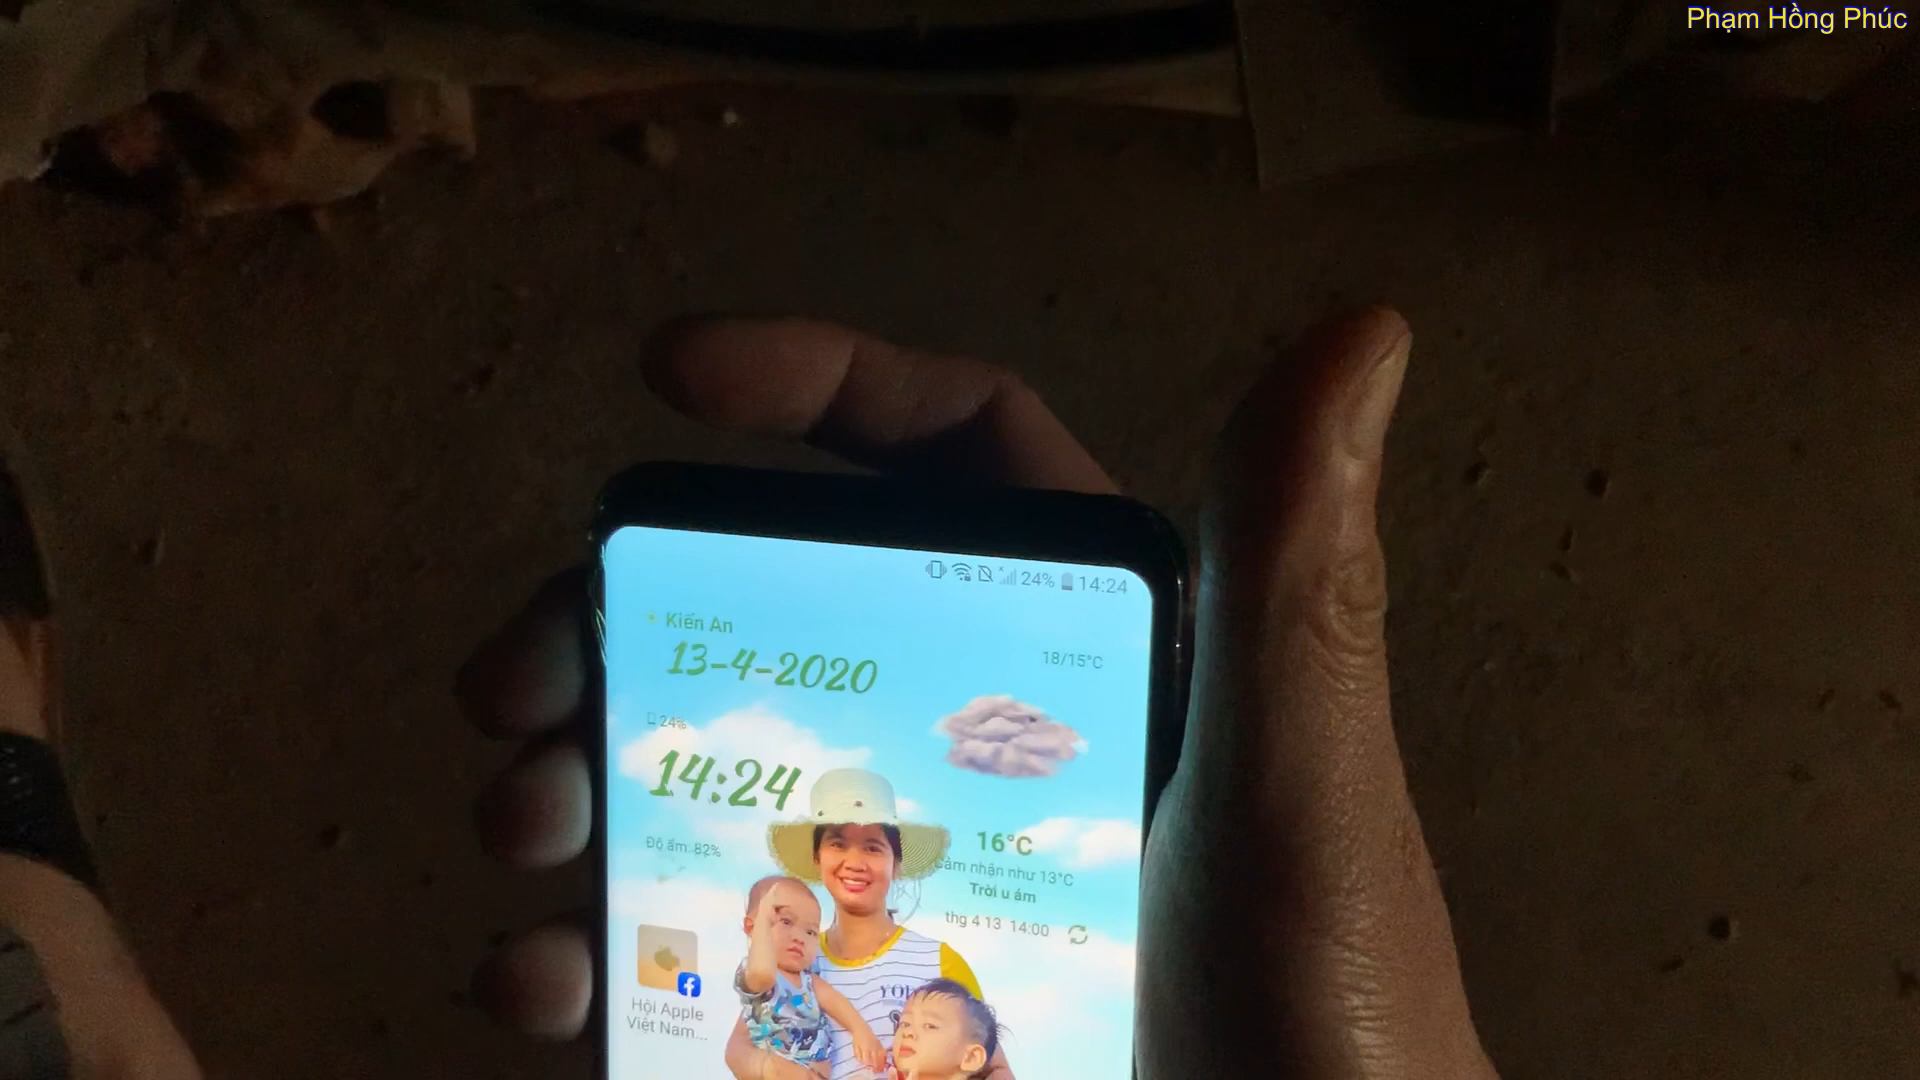 Phạm Hồng Phúc
24% 14:24
Kiến An
13-4-2020
18/15°C
24%
14:24
16°C
Độ ẩm: 82%
Cảm nhận như 13°C
Trời u ám
thg 4 13 14:00
Hội Apple
Việt Nam...